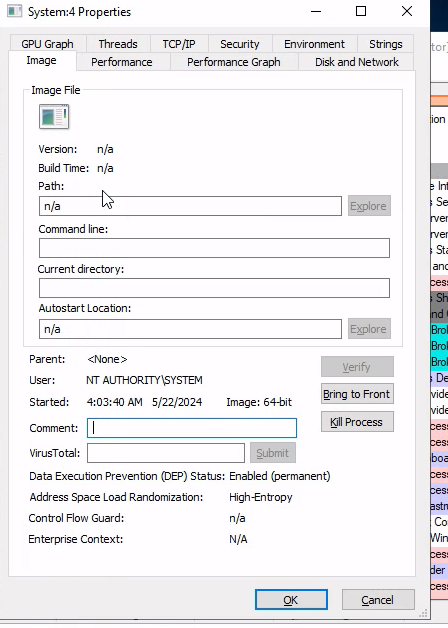 System:4 Properties
GPU Graph Threads TCP/IP Security Environment Strings
Image Performance Performance Graph Disk and Network
Image File
Version: n/a
Build Time: n/a
Path:
n/a Explore
Command line:
Current directory:
Autostart Location:
n/a Explore
Parent: <None>
User: NT AUTHORITY\SYSTEM
Started: 4:03:40 AM 5/22/2024 Image: 64-bit
Comment:
VirusTotal: Submit
Verify
Bring to Front
Kill Process
Data Execution Prevention (DEP) Status: Enabled (permanent)
Address Space Load Randomization: High-Entropy
Control Flow Guard: n/a
Enterprise Context: N/A
OK Cancel